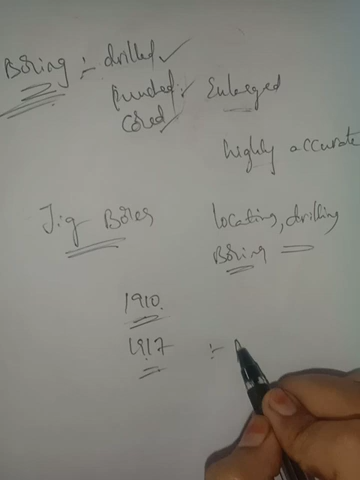 Boring :- drilled ✓
punched ✓ Enlarged
cored ✓
highly accurate
Jig Bores locating, drilling
Boring =
1910
1917 :-